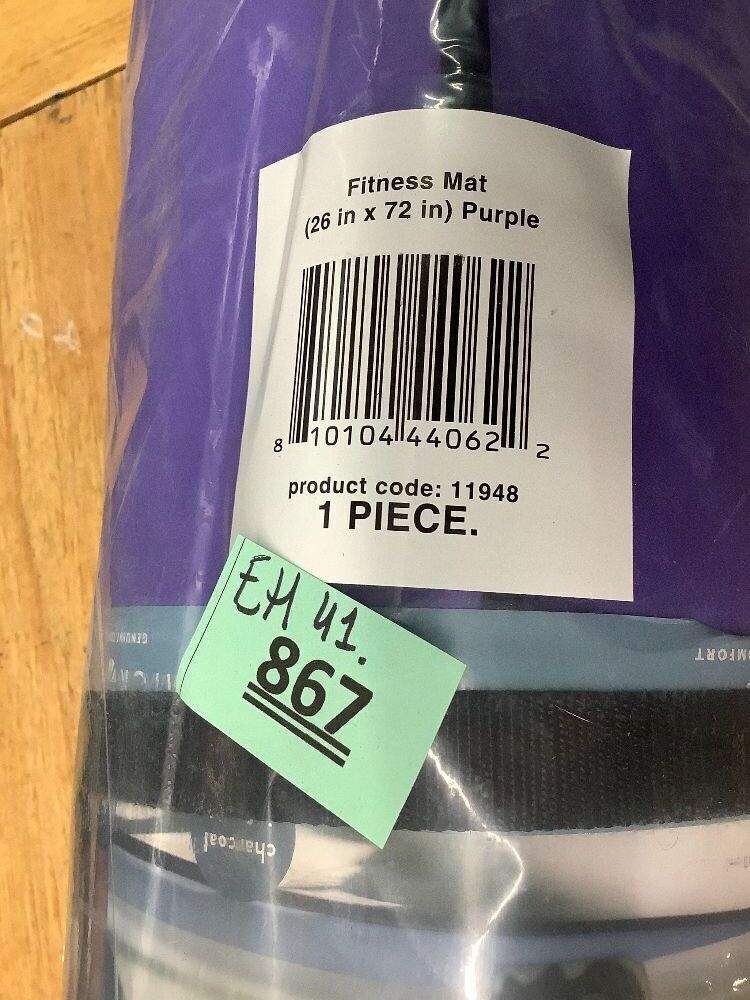 Fitness Mat
(26 in x 72 in) Purple
8 10104 44062 2
product code: 11948
1 PIECE.
EH 41.
867
COMFORT
charcoal